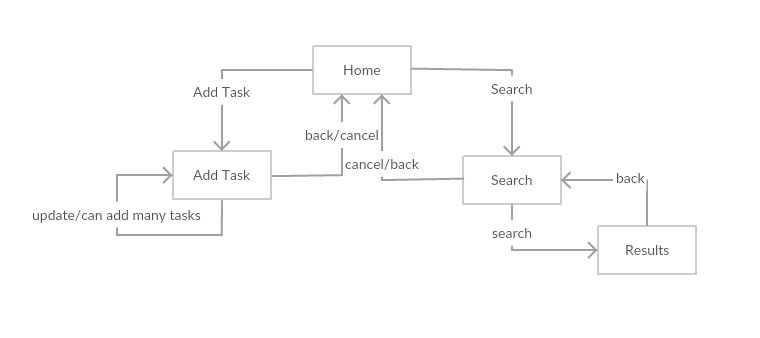 Home
Add Task
Search
back/cancel
cancel/back
Add Task
Search
back
update/can add many tasks
search
Results